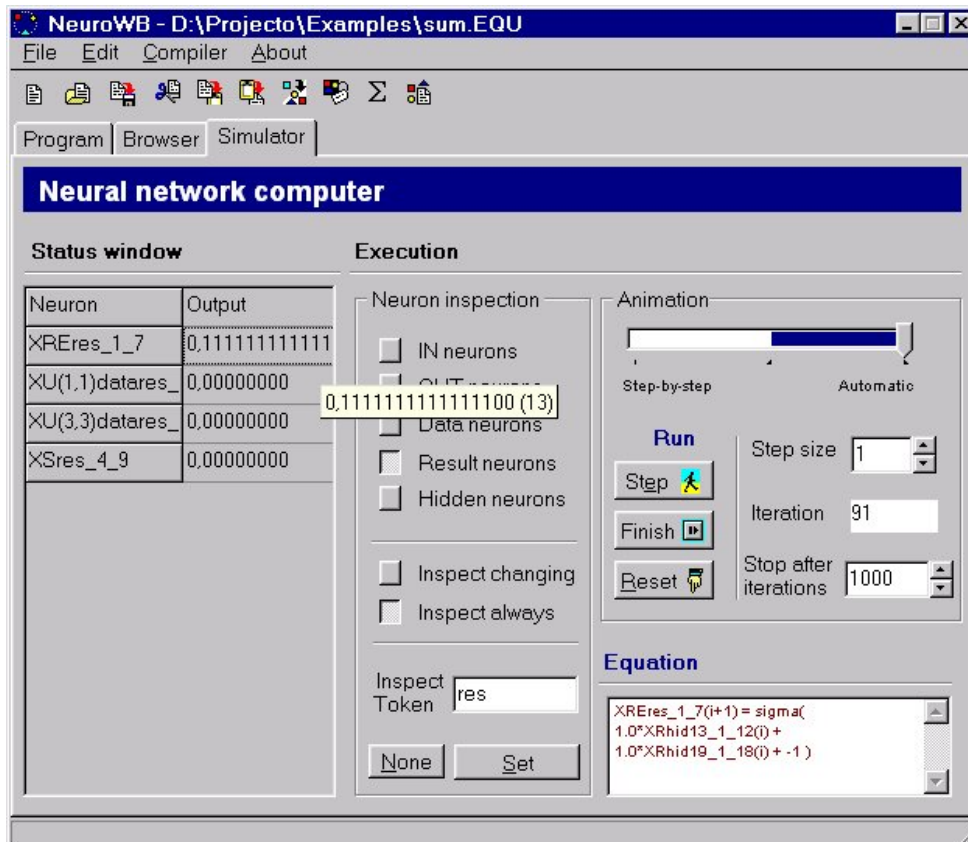 NeuroWB - D:\Projecto\Examples\sum.EQU
File Edit Compiler About
Program Browser Simulator
Neural network computer
Status window
Neuron Output
XREres_1_7 0,111111111111
XU(1,1)datares_ 0,00000000
XU(3,3)datares_ 0,00000000
XSres_4_9 0,00000000
Execution
Neuron inspection
IN neurons
0,1111111111111100 (13)
Data neurons
Result neurons
Hidden neurons
Inspect changing
Inspect always
Inspect
Token
res
None Set
Animation
Step-by-step Automatic
Run
Step
Finish
Reset
Step size 1
Iteration 91
Stop after
iterations
1000
Equation
XREres_1_7(i+1) = sigma(
1.0*XRhid13_1_12(i) +
1.0*XRhid19_1_18(i) + -1 )